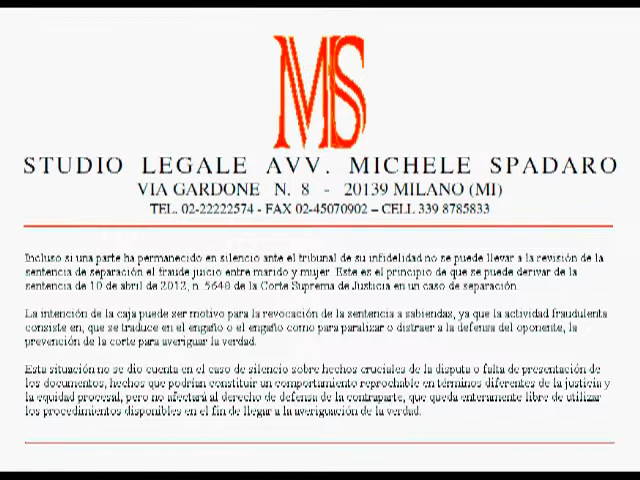 MS
STUDIO LEGALE AVV. MICHELE SPADARO
VIA GARDONE N. 8 - 20139 MILANO (MI)
TEL. 02-22222574 - FAX 02-45070902 – CELL 339 8785833
Incluso si una parte ha permanecido en silencio ante el tribunal de su infidelidad no se puede llevar a la revisión de la
sentencia de separación el fraude juicio entre marido y mujer. Este es el principio de que se puede derivar de la
sentencia de 10 de abril de 2012, n. 5648 de la Corte Suprema de Justicia en un caso de separación.
La intención de la caja puede ser motivo para la revocación de la sentencia a sabiendas, ya que la actividad fraudulenta
consiste en, que se traduce en el engaño o el engaño como para paralizar o distraer a la defensa del oponente, la
prevención de la corte para averiguar la verdad.
Esta situación no se dio cuenta en el caso de silencio sobre hechos cruciales de la disputa o falta de presentación de
los documentos, hechos que podrían constituir un comportamiento reprochable en términos diferentes de la justicia y
la equidad procesal, pero no afectará al derecho de defensa de la contraparte, que queda enteramente libre de utilizar
los procedimientos disponibles en el fin de llegar a la averiguación de la verdad.